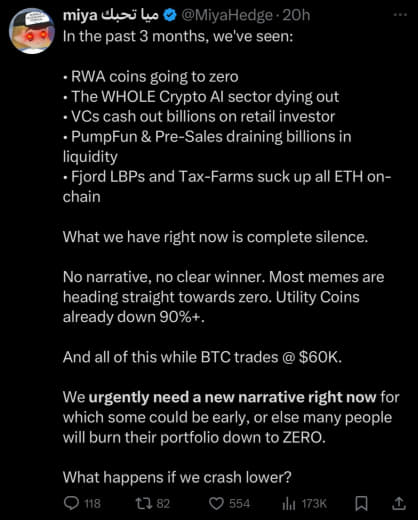 miya ميا تحبك @MiyaHedge · 20h
In the past 3 months, we've seen:
• RWA coins going to zero
• The WHOLE Crypto AI sector dying out
• VCs cash out billions on retail investor
• PumpFun & Pre-Sales draining billions in
liquidity
• Fjord LBPs and Tax-Farms suck up all ETH on-
chain
What we have right now is complete silence.
No narrative, no clear winner. Most memes are
heading straight towards zero. Utility Coins
already down 90%+.
And all of this while BTC trades @ $60K.
We urgently need a new narrative right now for
which some could be early, or else many people
will burn their portfolio down to ZERO.
What happens if we crash lower?
118 82 554 173K